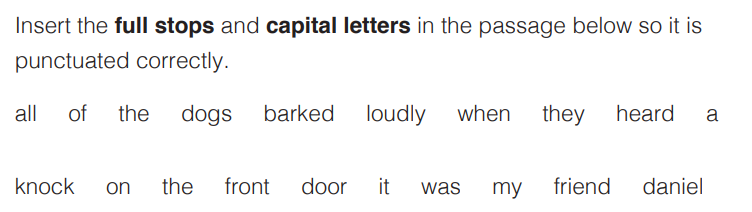 Insert the full stops and capital letters in the passage below so it is
punctuated correctly.
all of the dogs barked loudly when they heard a
knock on the front door it was my friend daniel